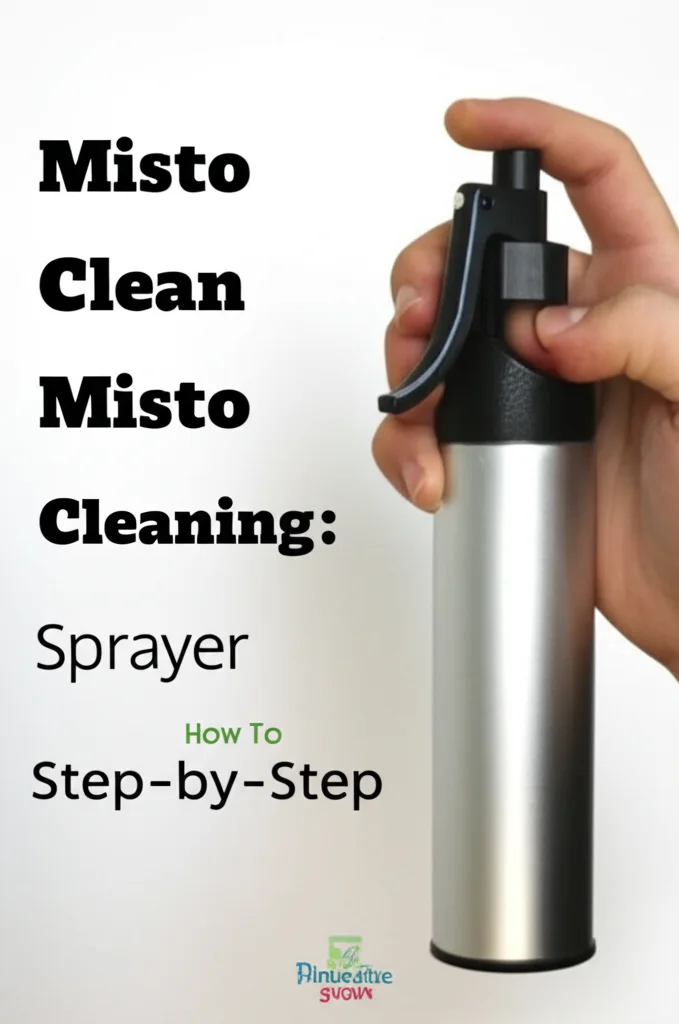 Misto
Clean
Misto
Cleaning:
Sprayer
How To
Step-by-Step